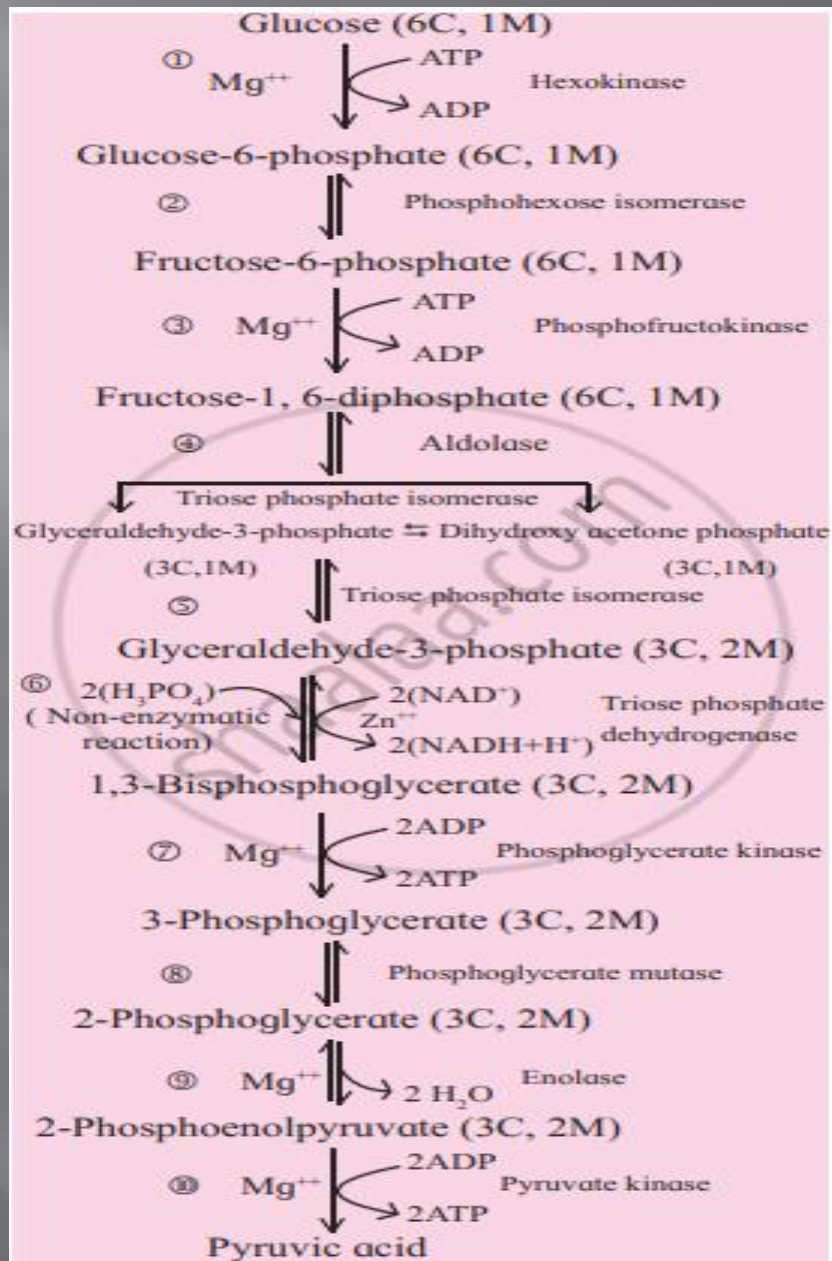 Glucose (6C, 1M)
① Mg⁺⁺ ATP Hexokinase
ADP
Glucose-6-phosphate (6C, 1M)
② Phosphohexose isomerase
Fructose-6-phosphate (6C, 1M)
③ Mg⁺⁺ ATP Phosphofructokinase
ADP
Fructose-1, 6-diphosphate (6C, 1M)
④ Aldolase
Triose phosphate isomerase
Glyceraldehyde-3-phosphate ⇆ Dihydroxy acetone phosphate
(3C,1M) (3C,1M)
⑤ Triose phosphate isomerase
Glyceraldehyde-3-phosphate (3C, 2M)
⑥ 2(H₃PO₄) 2(NAD⁺) Triose phosphate
( Non-enzymatic Zn⁺⁺ dehydrogenase
reaction) 2(NADH+H⁺)
1,3-Bisphosphoglycerate (3C, 2M)
⑦ Mg⁺⁺ 2ADP Phosphoglycerate kinase
2ATP
3-Phosphoglycerate (3C, 2M)
⑧ Phosphoglycerate mutase
2-Phosphoglycerate (3C, 2M)
⑨ Mg⁺⁺ 2 H₂O Enolase
2-Phosphoenolpyruvate (3C, 2M)
⑩ Mg⁺⁺ 2ADP Pyruvate kinase
2ATP
Pyruvic acid
shaalaa.com